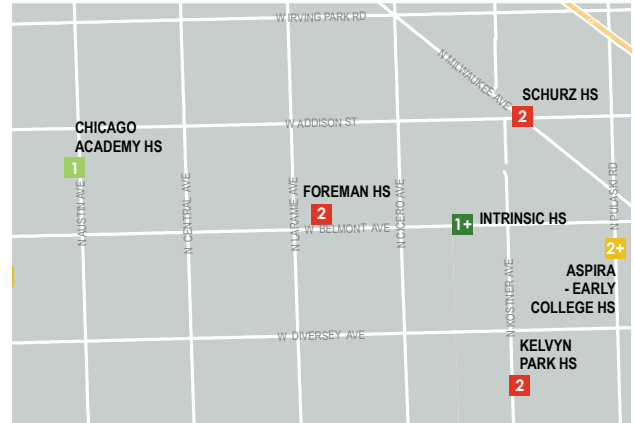 W IRVING PARK RD
N MILWAUKEE AVE
SCHURZ HS
2
W ADDISON ST
CHICAGO
ACADEMY HS
1
N AUSTIN AVE
N CENTRAL AVE
N LARAMIE AVE
FOREMAN HS
2
W BELMONT AVE
N CICERO AVE
1+
INTRINSIC HS
N PULASKI RD
2+
ASPIRA
- EARLY
COLLEGE HS
N KOSTNER AVE
W DIVERSEY AVE
KELVYN
PARK HS
2